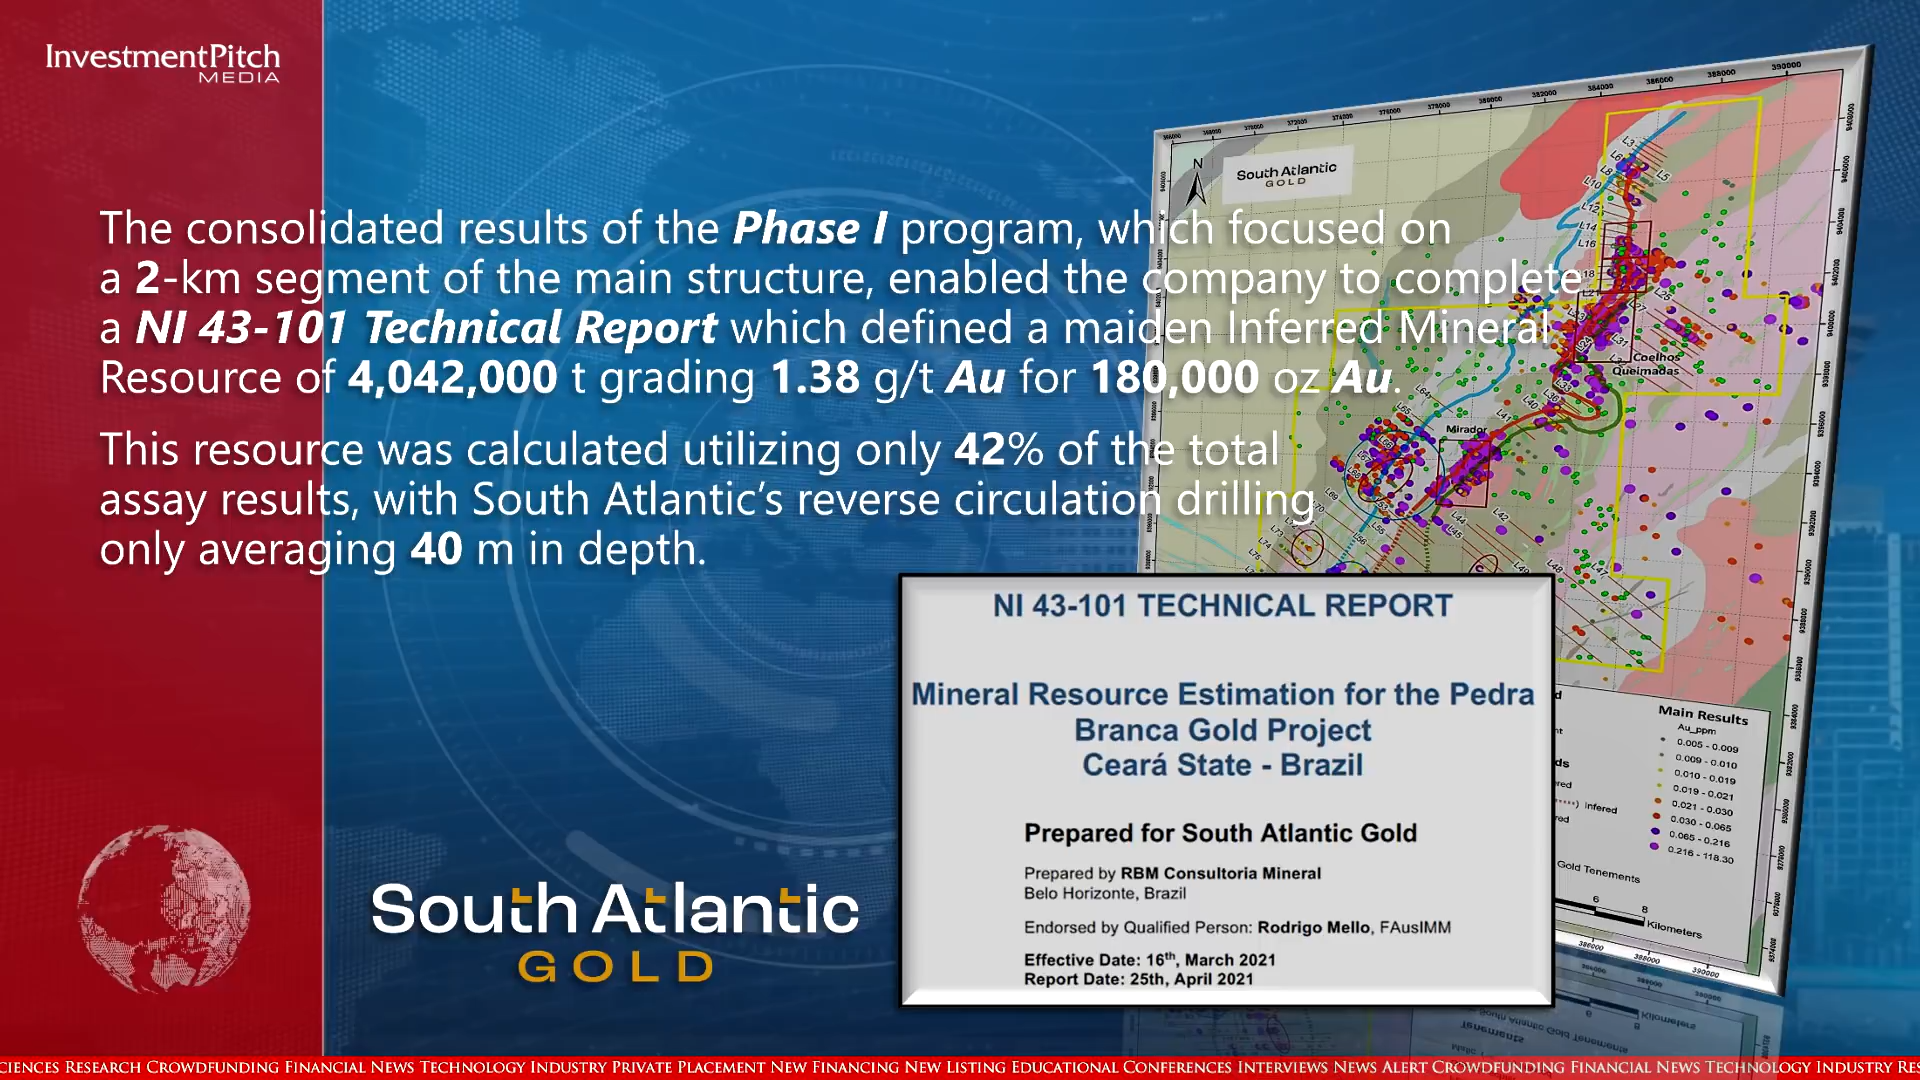 InvestmentPitch
MEDIA
The consolidated results of the Phase I program, which focused on
a 2-km segment of the main structure, enabled the company to complete
a NI 43-101 Technical Report which defined a maiden Inferred Mineral
Resource of 4,042,000 t grading 1.38 g/t Au for 180,000 oz Au.
This resource was calculated utilizing only 42% of the total
assay results, with South Atlantic’s reverse circulation drilling
only averaging 40 m in depth.
N
South Atlantic
GOLD
Coelhos
Queimadas
Mirador
NI 43-101 TECHNICAL REPORT
Mineral Resource Estimation for the Pedra
Branca Gold Project
Ceará State - Brazil
Prepared for South Atlantic Gold
Prepared by RBM Consultoria Mineral
Belo Horizonte, Brazil
Endorsed by Qualified Person: Rodrigo Mello, FAusIMM
Effective Date: 16th, March 2021
Report Date: 25th, April 2021
Main Results
Au_ppm
0.005 - 0.009
0.009 - 0.010
0.010 - 0.019
0.019 - 0.021
0.021 - 0.030
0.030 - 0.065
0.065 - 0.216
0.216 - 118.30
Infered
Gold Tenements
6 8
Kilometers
386000 388000 390000
South Atlantic
GOLD
SCIENCES RESEARCH CROWDFUNDING FINANCIAL NEWS TECHNOLOGY INDUSTRY PRIVATE PLACEMENT NEW FINANCING NEW LISTING EDUCATIONAL CONFERENCES INTERVIEWS NEWS ALERT CROWDFUNDING FINANCIAL NEWS TECHNOLOGY INDUSTRY RES